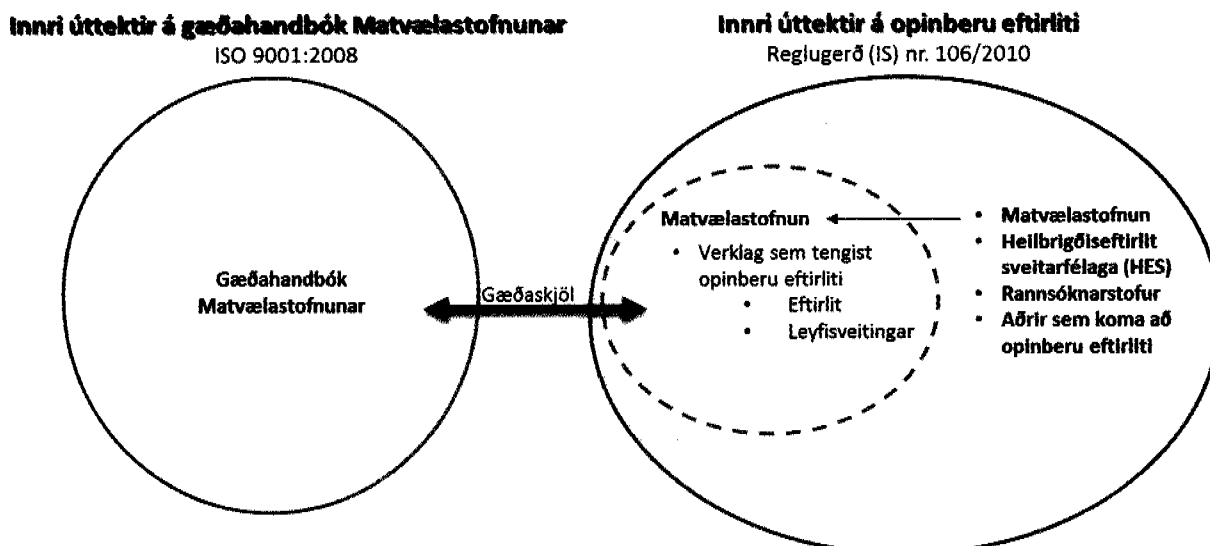 Innri úttektir á gæðahandbók Matvælastofnunar
ISO 9001:2008
Innri úttektir á opinberu eftirliti
Reglugerð (IS) nr. 106/2010
Gæðahandbók
Matvælastofnunar
Gæðaskjöl
Matvælastofnun
• Verklag sem tengist
opinberu eftirliti
• Eftirlit
• Leyfisveitingar
• Matvælastofnun
• Heilbrigðiseftirlit
sveitarfélaga (HES)
• Rannsóknarstofur
• Aðrir sem koma að
opinberu eftirliti